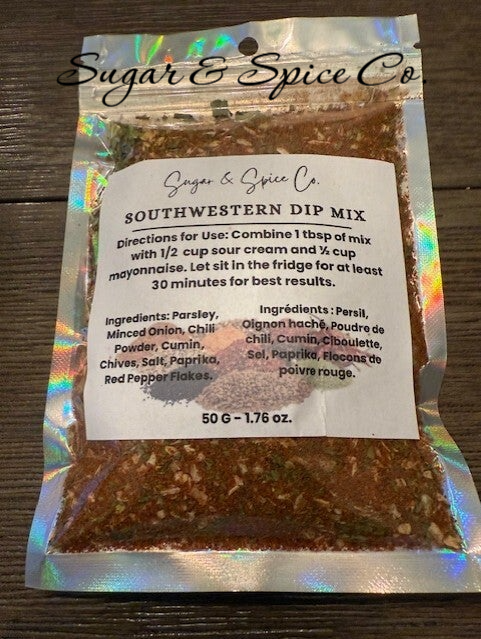 Sugar & Spice Co.
Sugar & Spice Co.
SOUTHWESTERN DIP MIX
Directions for Use: Combine 1 tbsp of mix
with 1/2 cup sour cream and ½ cup
mayonnaise. Let sit in the fridge for at least
30 minutes for best results.
Ingredients: Parsley,
Minced Onion, Chili
Powder, Cumin,
Chives, Salt, Paprika,
Red Pepper Flakes.
Ingrédients : Persil,
Oignon haché, Poudre de
chili, Cumin, Ciboulette,
Sel, Paprika, Flocons de
poivre rouge.
50 G - 1.76 oz.